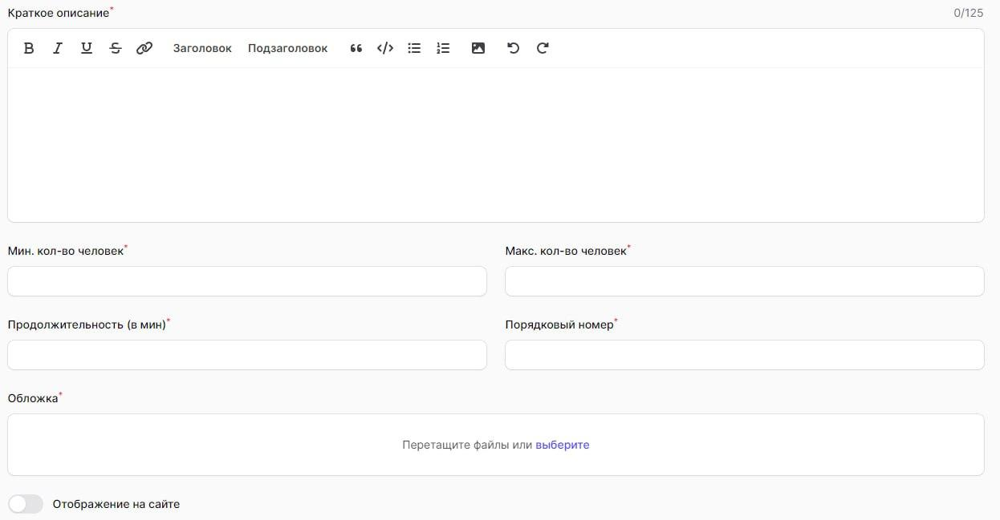 Краткое описание* 0/125
B I U S Заголовок Подзаголовок
Мин. кол-во человек* Макс. кол-во человек*
Продолжительность (в мин)* Порядковый номер*
Обложка*
Перетащите файлы или выберите
Отображение на сайте